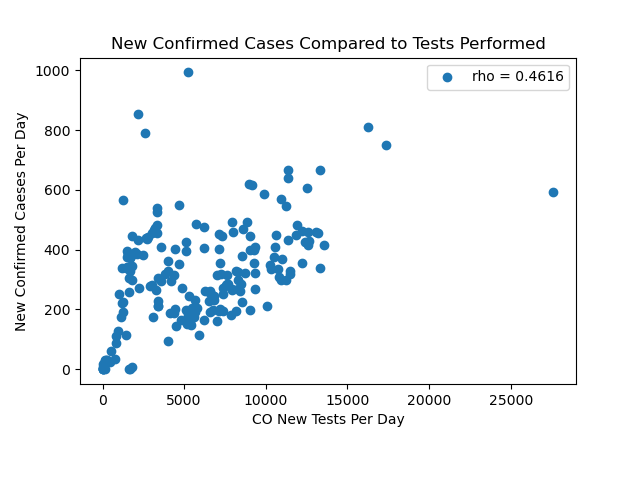 New Confirmed Cases Compared to Tests Performed
rho = 0.4616
1000
800
600
400
200
0
New Confirmed Caeses Per Day
0 5000 10000 15000 20000 25000
CO New Tests Per Day